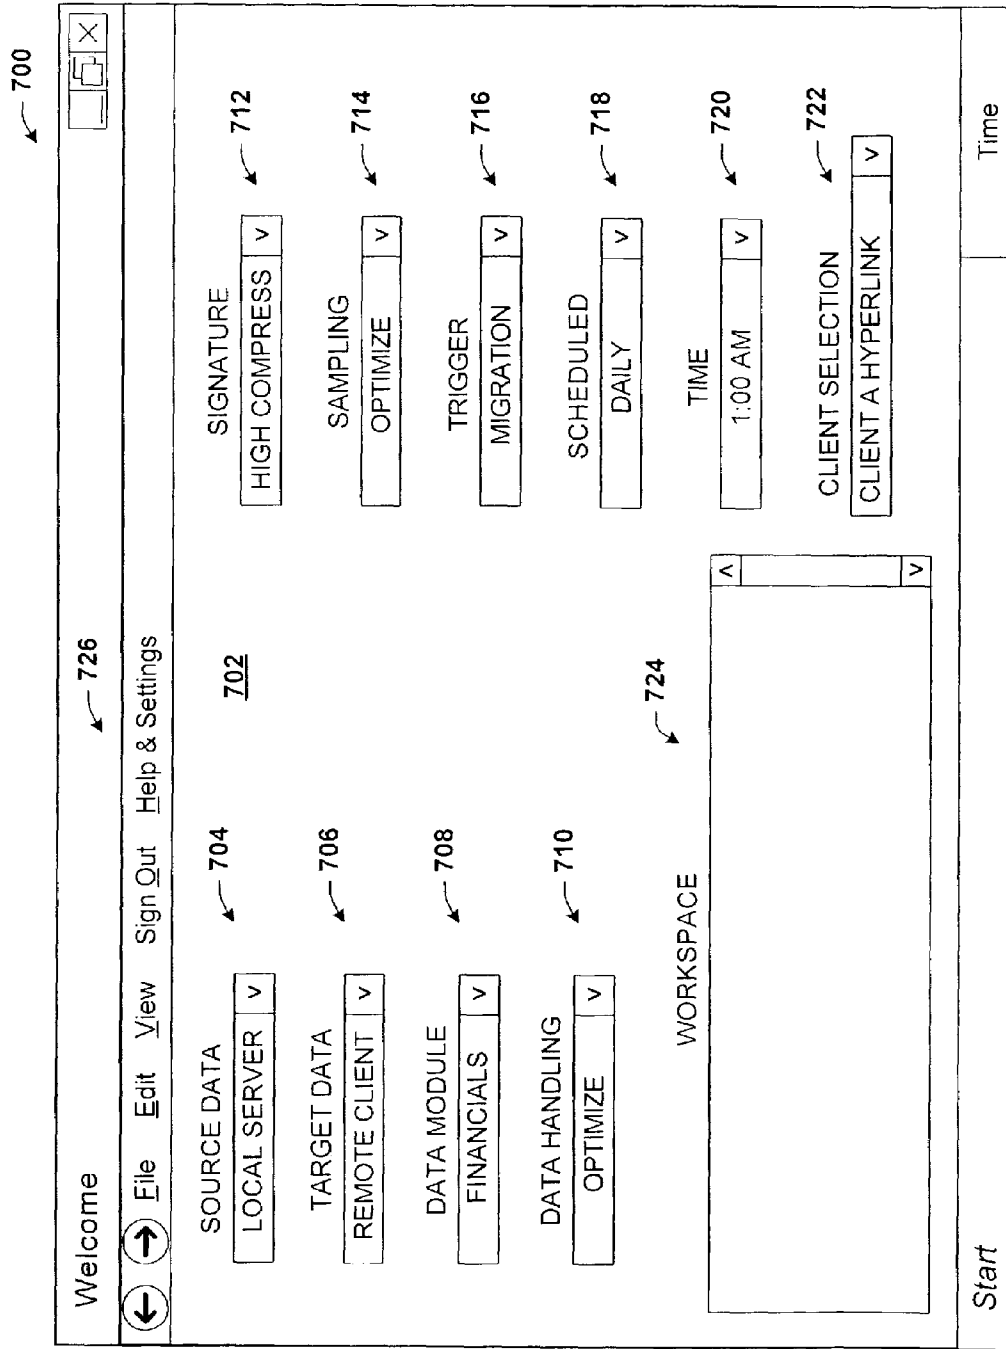 700
Welcome
726
File Edit View Sign Out Help & Settings
702
SOURCE DATA
704
LOCAL SERVER v
TARGET DATA
706
REMOTE CLIENT v
DATA MODULE
708
FINANCIALS v
DATA HANDLING
710
OPTIMIZE v
SIGNATURE
712
HIGH COMPRESS v
SAMPLING
714
OPTIMIZE v
TRIGGER
716
MIGRATION v
SCHEDULED
718
DAILY v
TIME
720
1:00 AM v
CLIENT SELECTION
722
CLIENT A HYPERLINK v
WORKSPACE
724
Start
Time